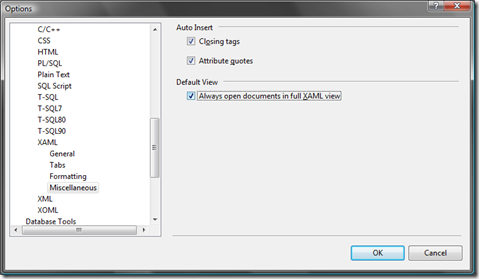 Options
C/C++
CSS
HTML
PL/SQL
Plain Text
SQL Script
T-SQL
T-SQL7
T-SQL80
T-SQL90
XAML
General
Tabs
Formatting
Miscellaneous
XML
XOML
Database Tools
Auto Insert
Closing tags
Attribute quotes
Default View
Always open documents in full XAML view
OK
Cancel